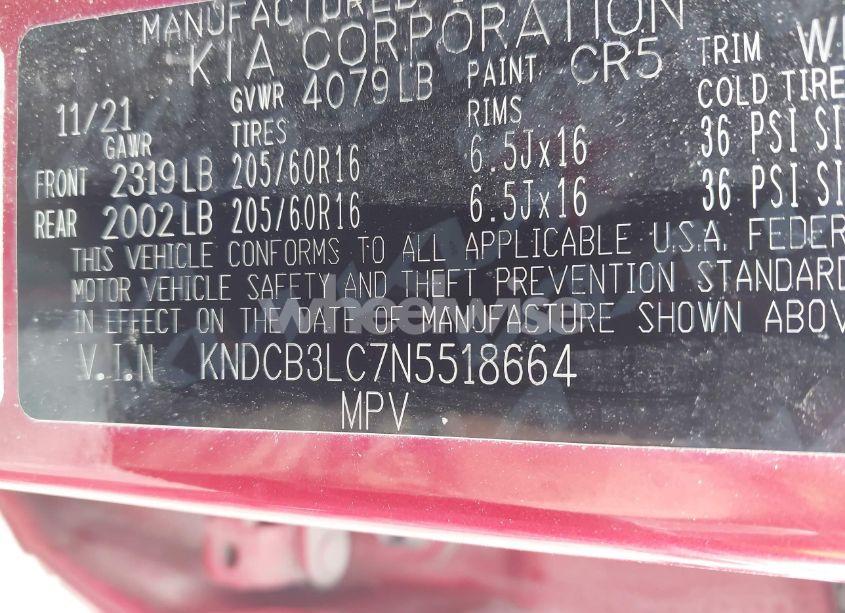 MANUFACTURED
KIA CORPORATION
11/21 GVWR 4079LB PAINT CR5 TRIM
GAWR TIRES RIMS COLD TIRE
FRONT 2319LB 205/60R16 6.5Jx16 36 PSI
REAR 2002LB 205/60R16 6.5Jx16 36 PSI
THIS VEHICLE CONFORMS TO ALL APPLICABLE U.S.A. FEDER
MOTOR VEHICLE SAFETY AND THEFT PREVENTION STANDARD
IN EFFECT ON THE DATE OF MANUFACTURE SHOWN ABOV
V.I.N KNDCB3LC7N5518664
MPV
wheelwise